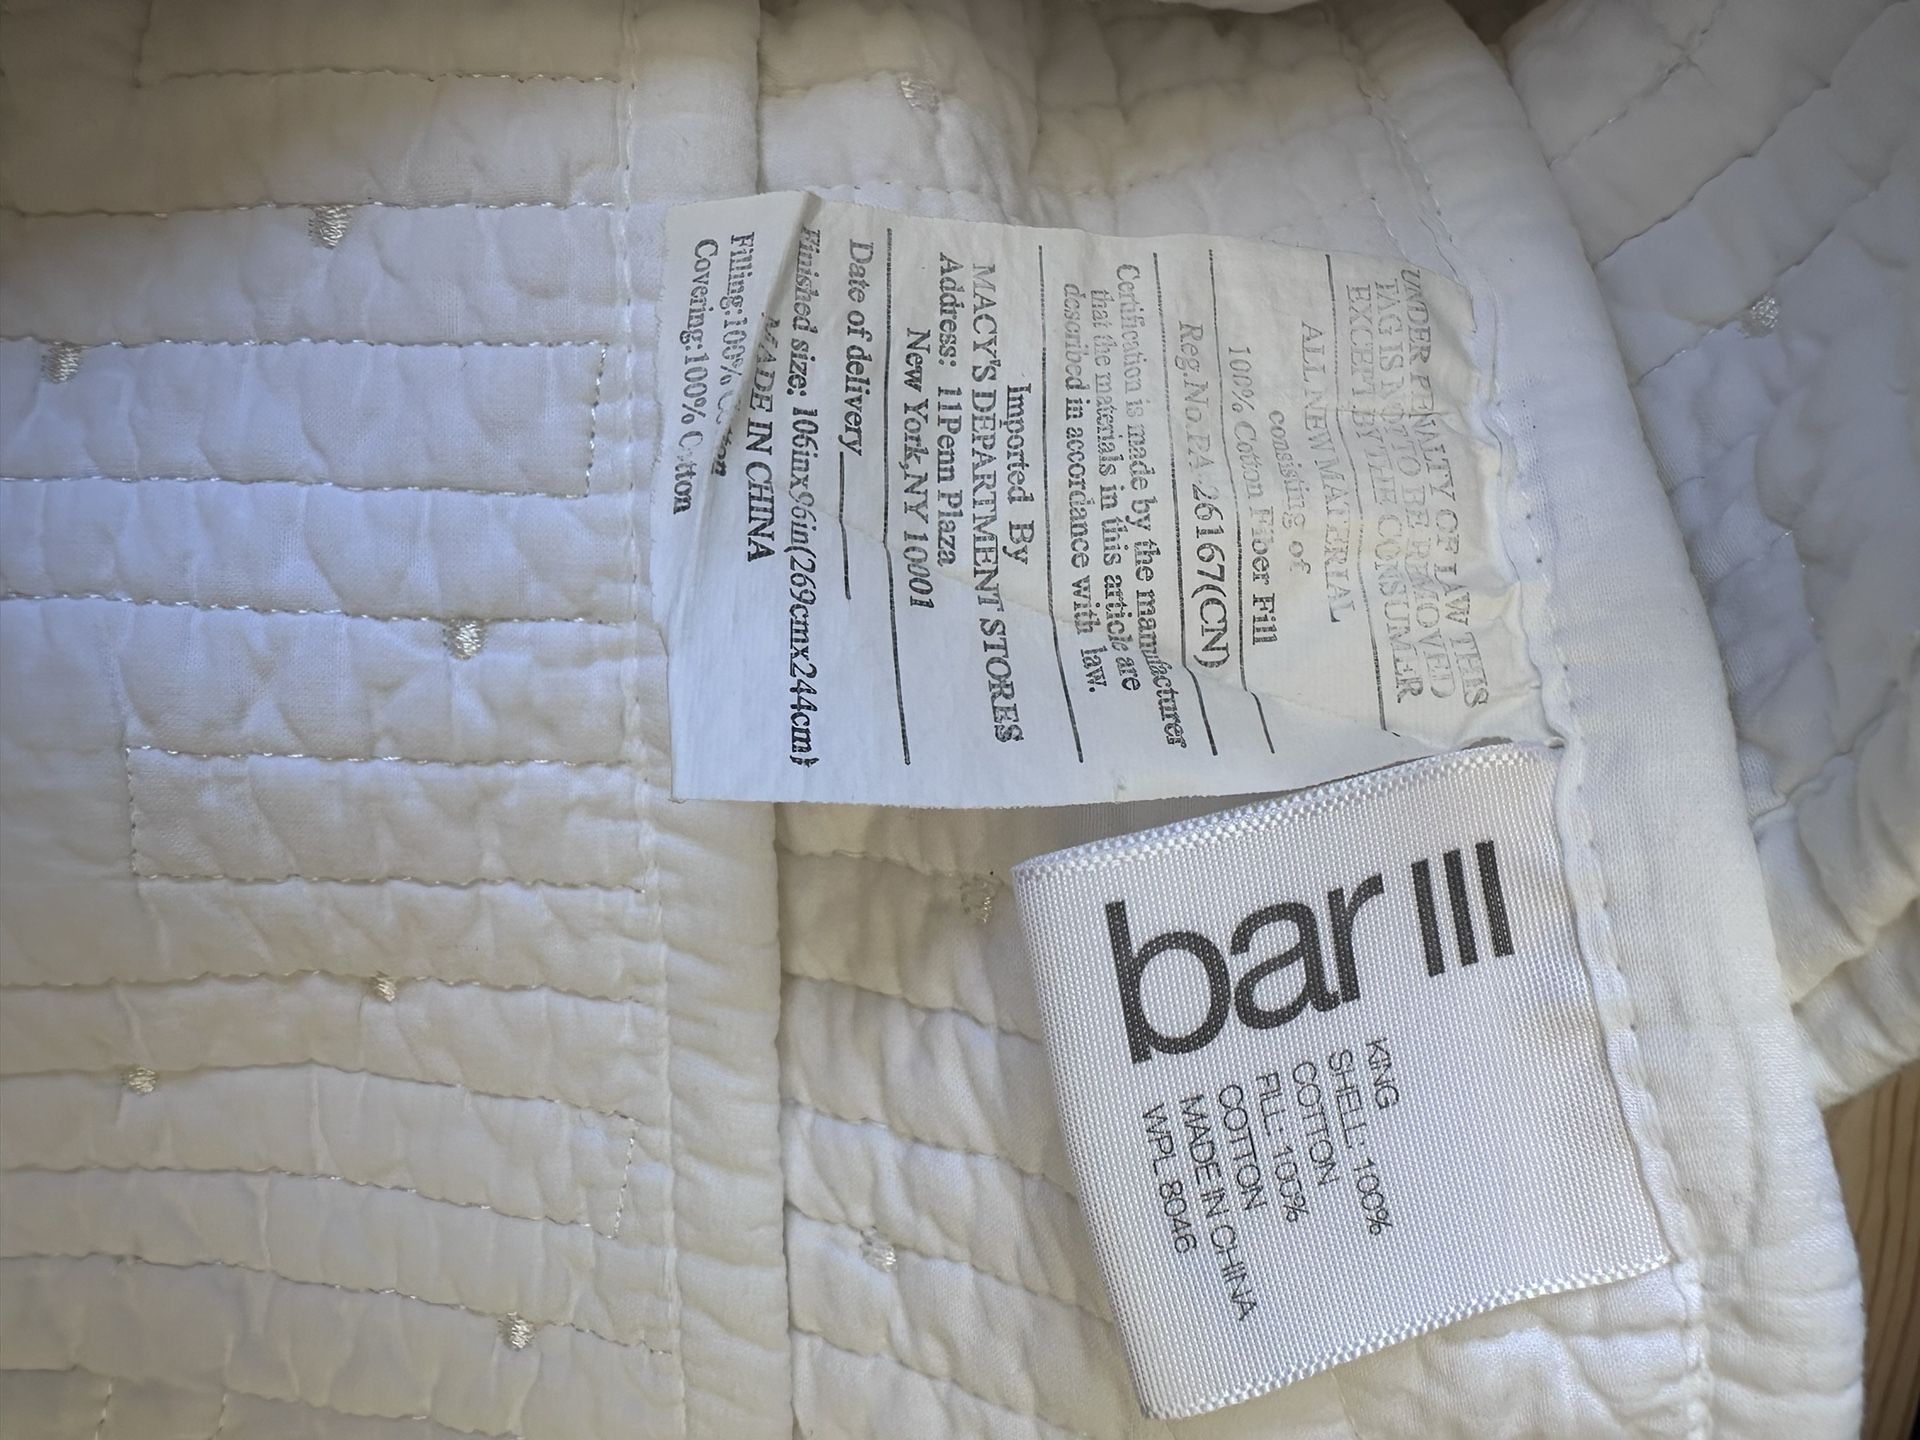 UNDER PENALTY OF LAW THIS
TAG IS NOT TO BE REMOVED
EXCEPT BY THE CONSUMER
ALL NEW MATERIAL
consisting of
100% Cotton Fiber Fill
Reg.No.PA-26167(CN)
Certification is made by the manufacturer
that the materials in this article are
described in accordance with law.
Imported By
MACY'S DEPARTMENT STORES
Address: 11Penn Plaza
New York,NY 10001
Date of delivery
Finished size: 106inx96in(269cmx244cm)
MADE IN CHINA
Filling:100% Cotton
Covering:100% Cotton
bar III
KING
SHELL: 100%
COTTON
FILL: 100%
COTTON
MADE IN CHINA
WPL 8046